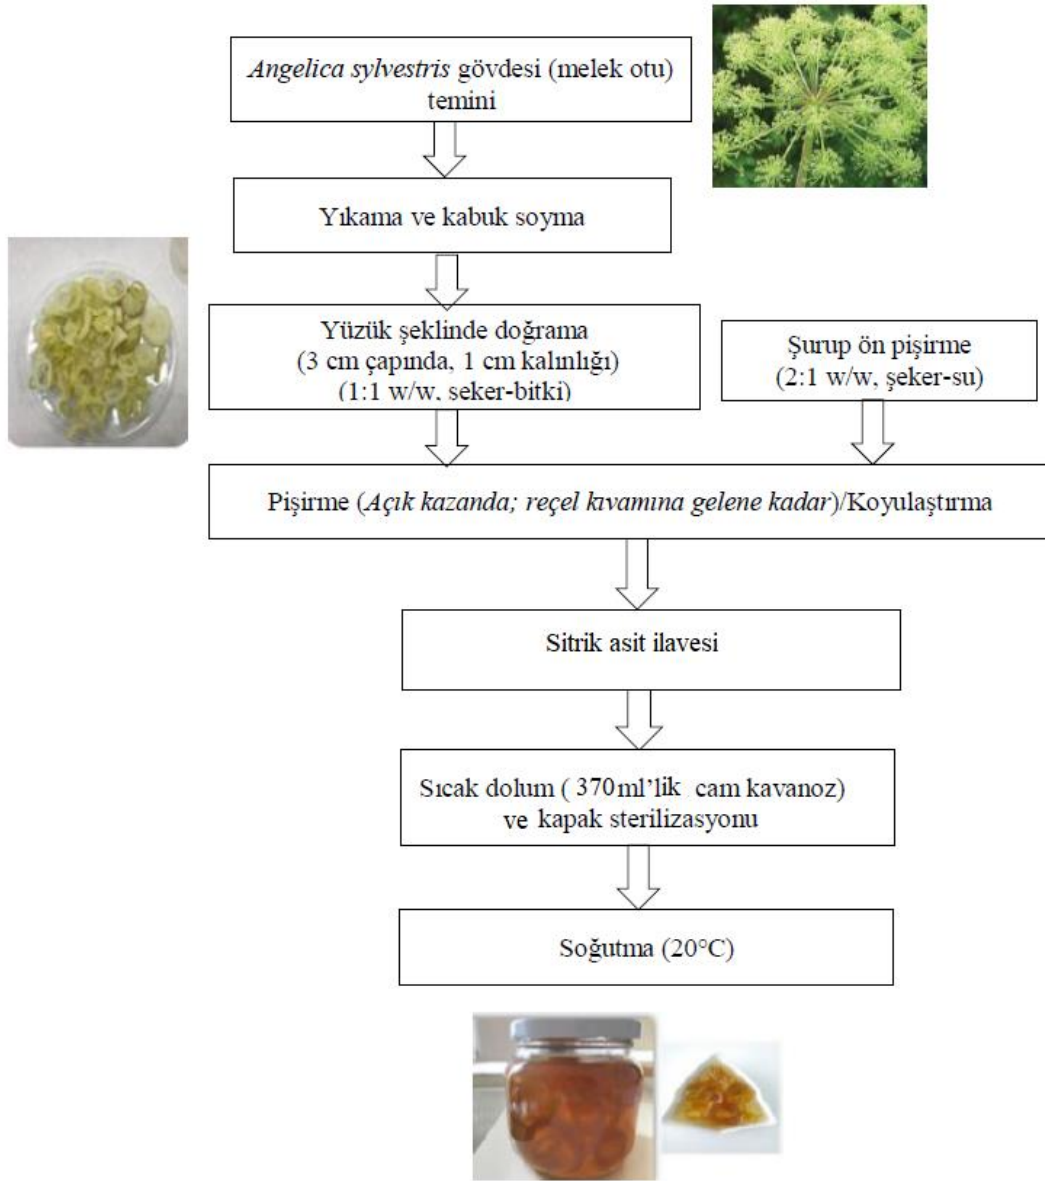 Angelica sylvestris gövdesi (melek otu)
temini
Yıkama ve kabuk soyma
Yüzük şeklinde doğrama
(3 cm çapında, 1 cm kalınlığı)
(1:1 w/w, seker-bitki)
Şurup ön pişirme
(2:1 w/w, şeker-su)
Pişirme (Açık kazanda; reçel kıvamına gelene kadar)/Koyulaştırma
Sitrik asit ilavesi
Sıcak dolum ( 370ml’lik cam kavanoz)
ve kapak sterilizasyonu
Soğutma (20°C)